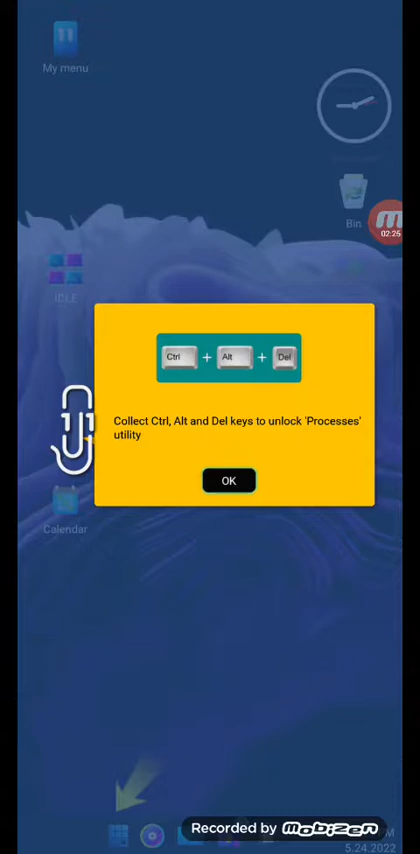 My menu
Bin
02:25
IDLE
Ctrl + Alt + Del
Collect Ctrl, Alt and Del keys to unlock 'Processes'
utility
OK
Calendar
Recorded by mobizen
M
5.24.2022